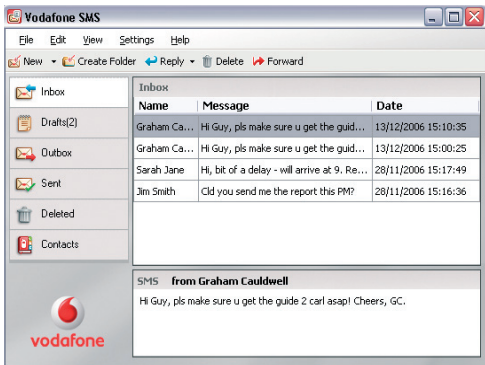 Vodafone SMS
File Edit View Settings Help
New Create Folder Reply Delete Forward
Inbox
Drafts(2)
Outbox
Sent
Deleted
Contacts
vodafone
Inbox
Name Message Date
Graham Ca... Hi Guy, pls make sure u get the guid... 13/12/2006 15:10:35
Graham Ca... Hi Guy, pls make sure u get the guid... 13/12/2006 15:00:25
Sarah Jane Hi, bit of a delay - will arrive at 9. Re... 28/11/2006 15:17:49
Jim Smith Cld you send me the report this PM? 28/11/2006 15:16:36
SMS from Graham Cauldwell
Hi Guy, pls make sure u get the guide 2 carl asap! Cheers, GC.